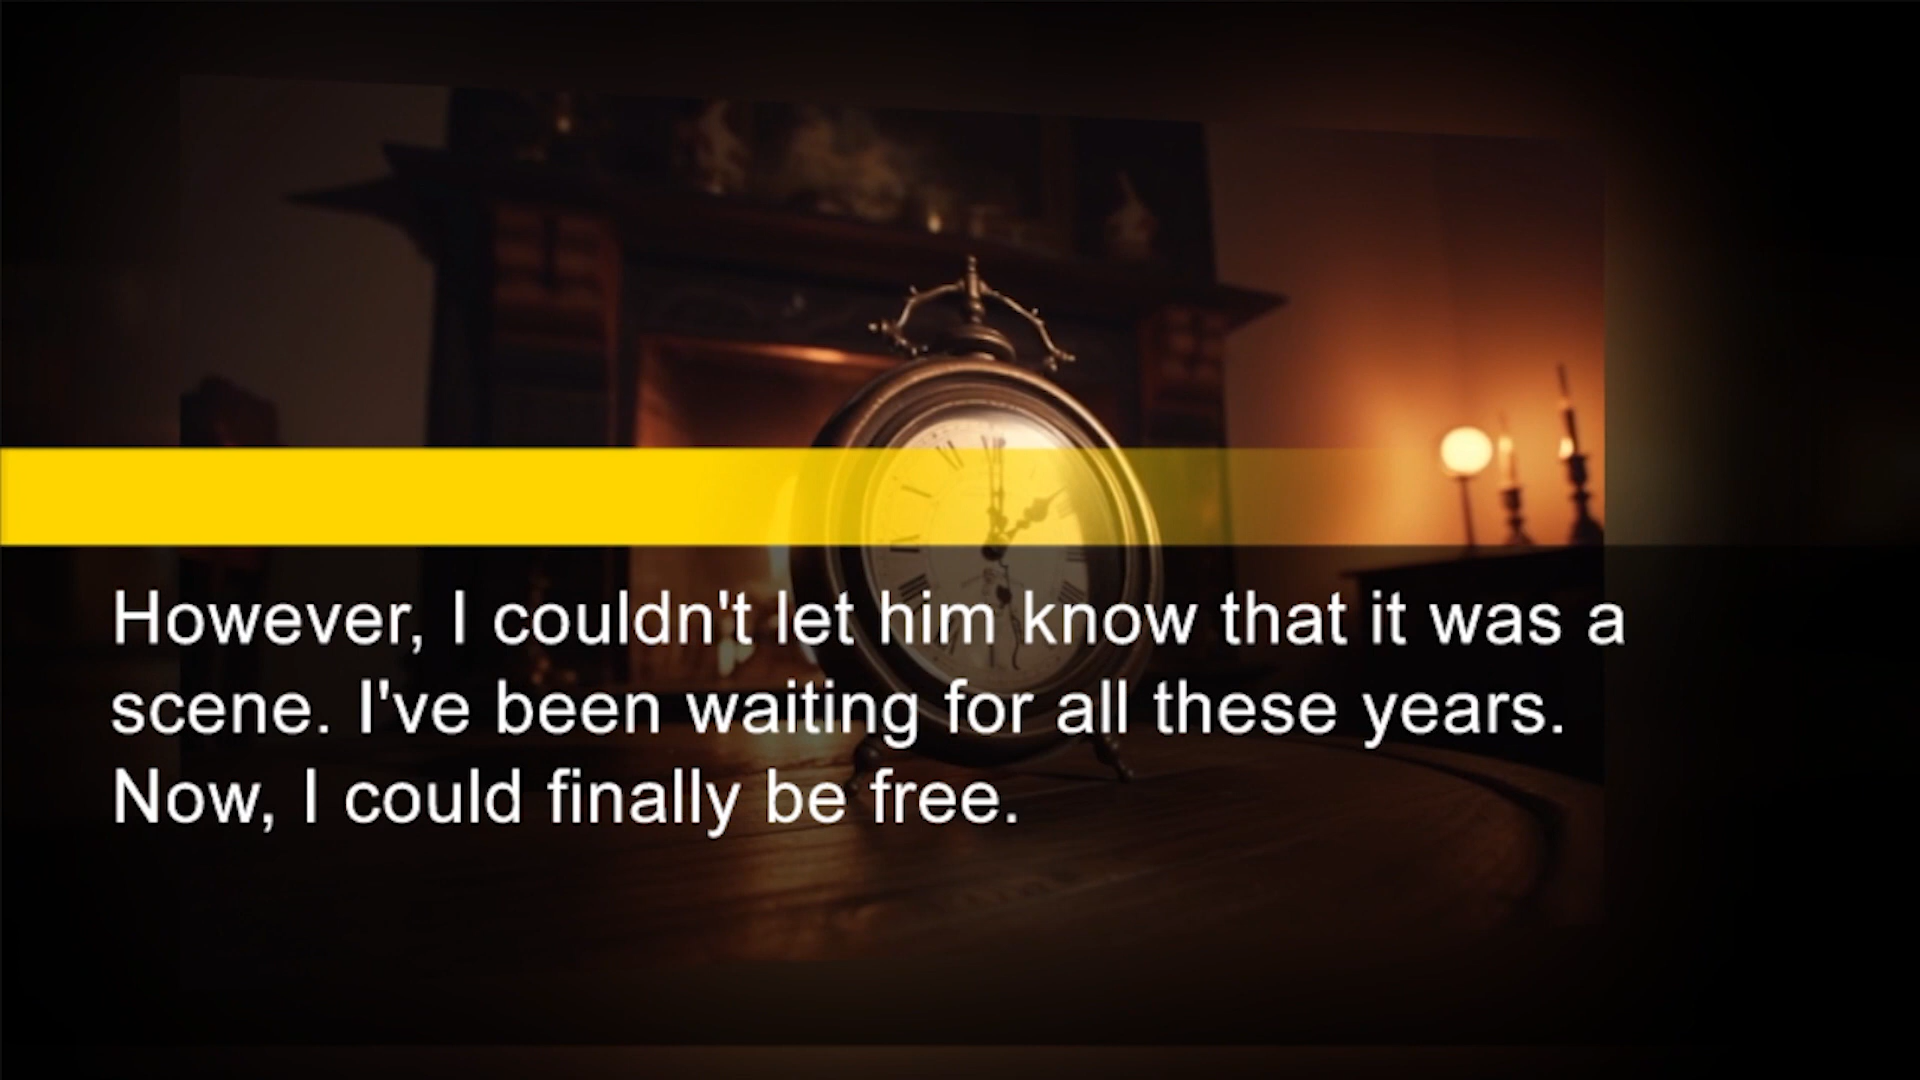 However, I couldn't let him know that it was a
scene. I've been waiting for all these years.
Now, I could finally be free.